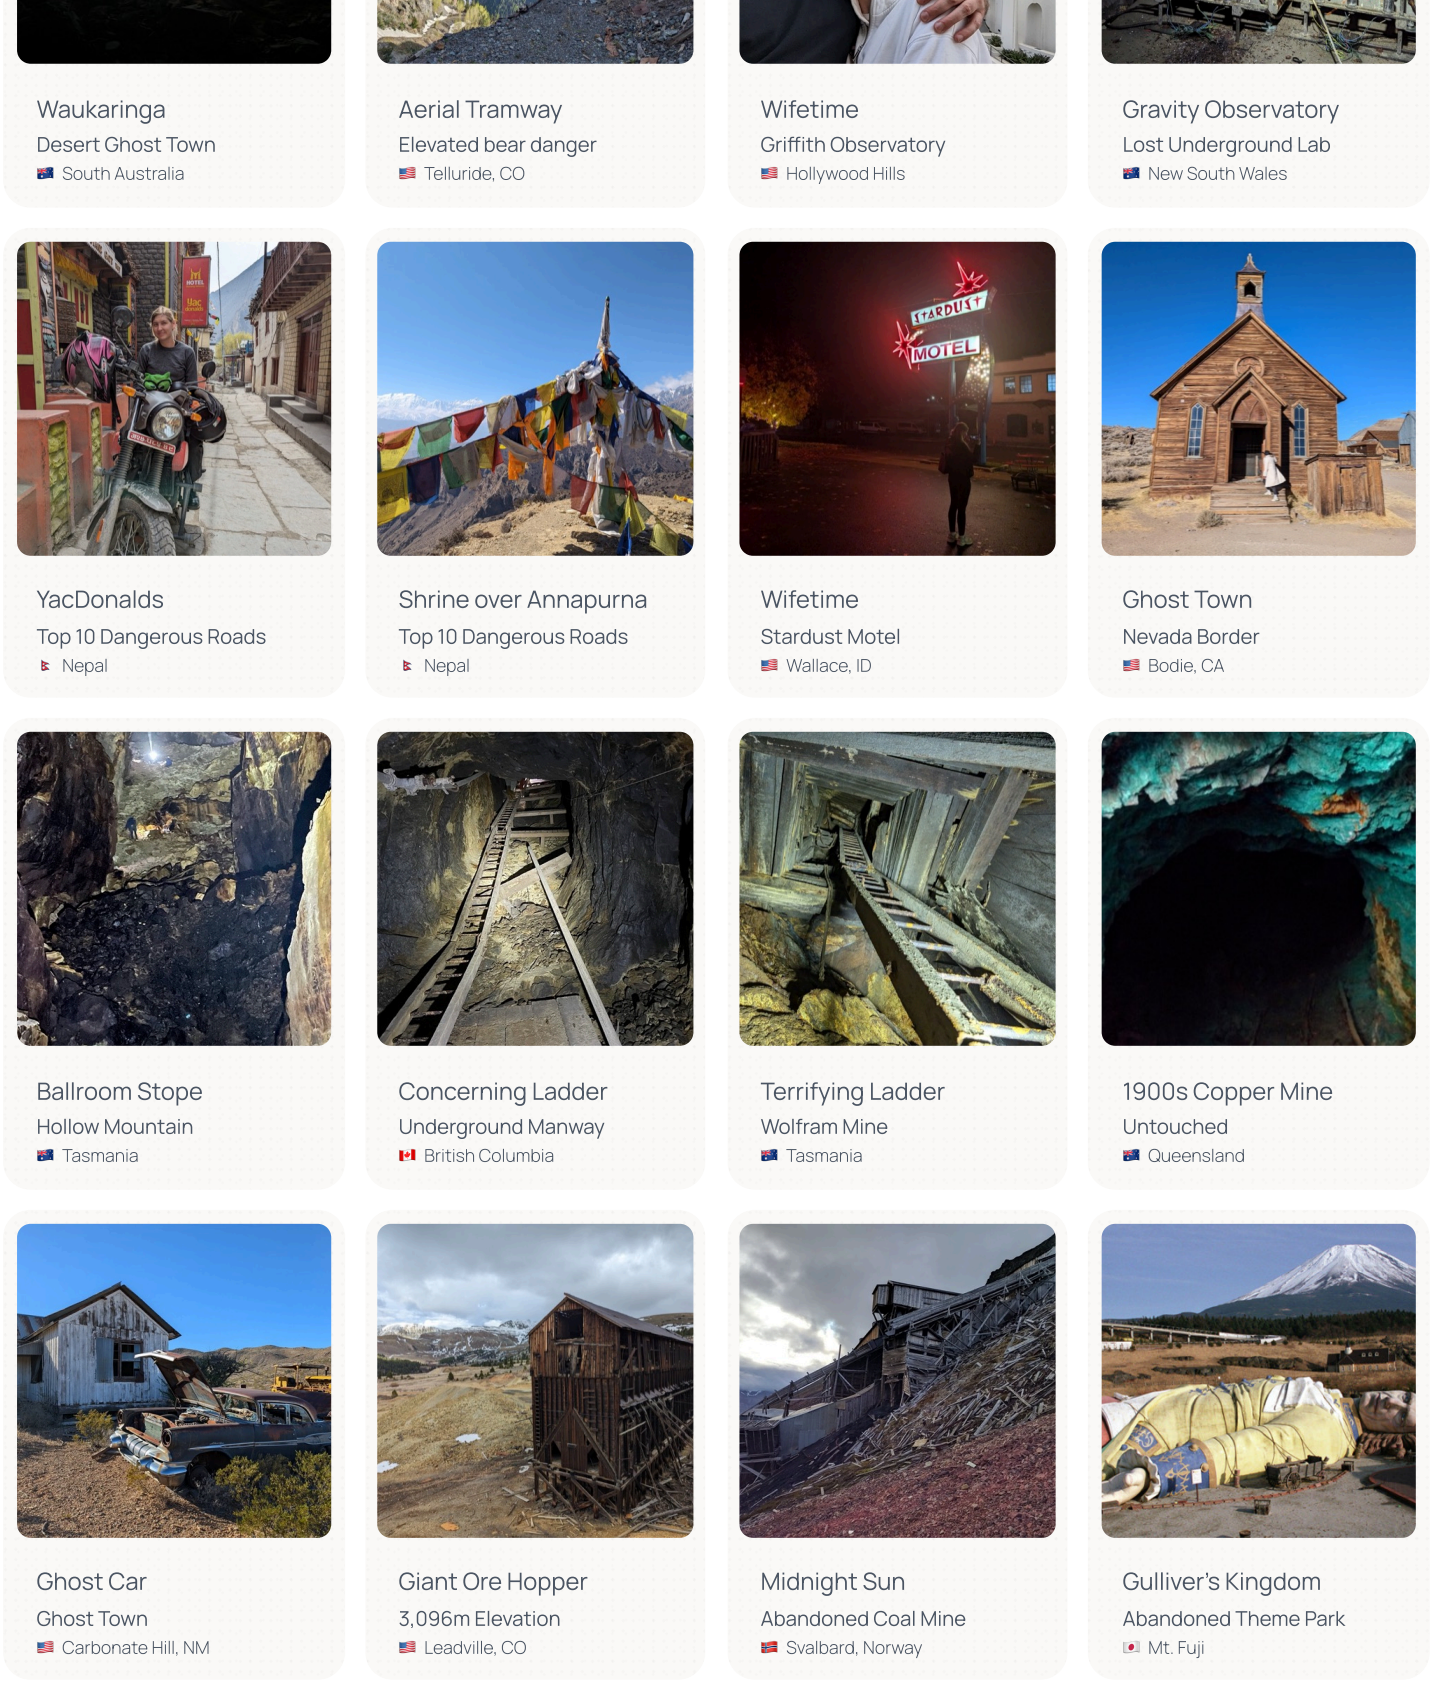 Waukaringa
Desert Ghost Town
South Australia
Aerial Tramway
Elevated bear danger
Telluride, CO
Wifetime
Griffith Observatory
Hollywood Hills
Gravity Observatory
Lost Underground Lab
New South Wales
HOTEL
Yac
STARDUST
MOTEL
YacDonalds
Top 10 Dangerous Roads
Nepal
Shrine over Annapurna
Top 10 Dangerous Roads
Nepal
Wifetime
Stardust Motel
Wallace, ID
Ghost Town
Nevada Border
Bodie, CA
Ballroom Stope
Hollow Mountain
Tasmania
Concerning Ladder
Underground Manway
British Columbia
Terrifying Ladder
Wolfram Mine
Tasmania
1900s Copper Mine
Untouched
Queensland
Ghost Car
Ghost Town
Carbonate Hill, NM
Giant Ore Hopper
3,096m Elevation
Leadville, CO
Midnight Sun
Abandoned Coal Mine
Svalbard, Norway
Gulliver's Kingdom
Abandoned Theme Park
Mt. Fuji